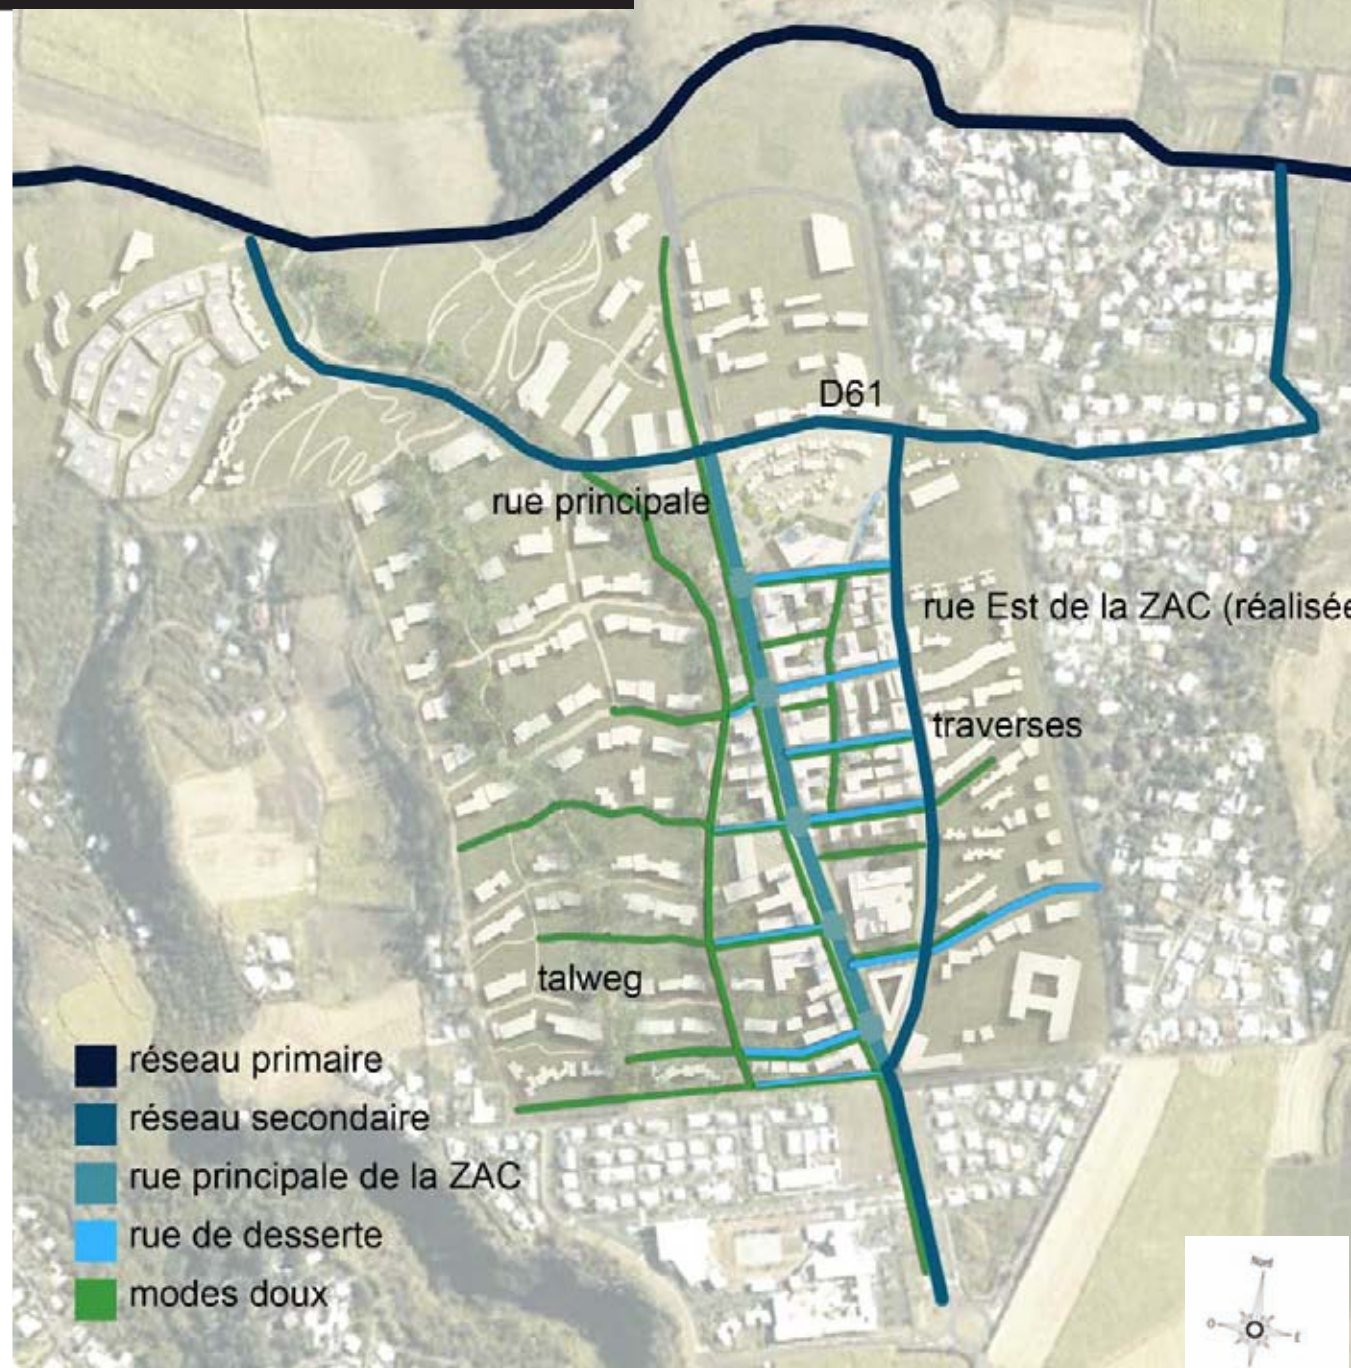 D61
rue principale
rue Est de la ZAC (réalisée
traverses
talweg
réseau primaire
réseau secondaire
rue principale de la ZAC
rue de desserte
modes doux
Nord
O
E